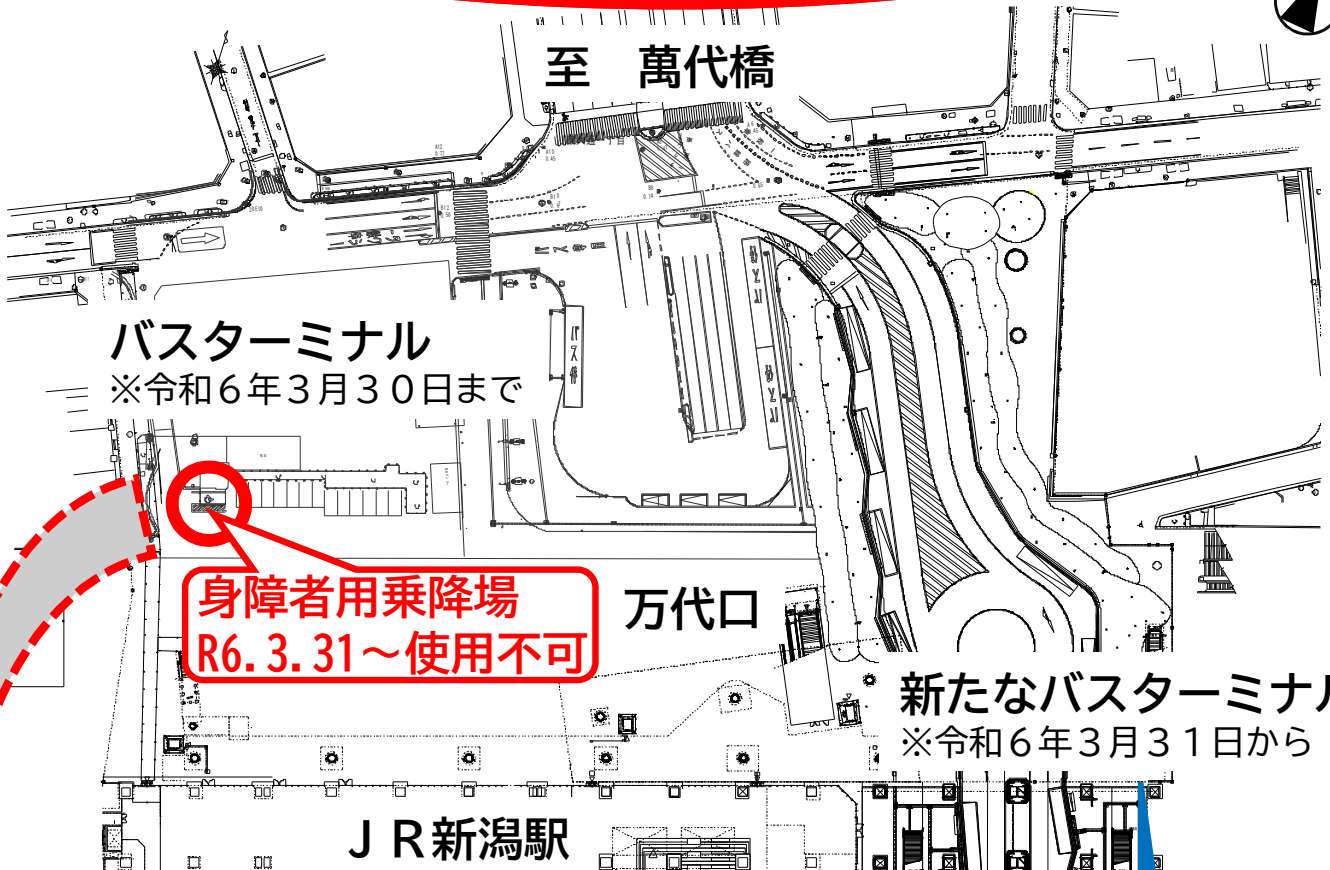 至　萬代橋
バスターミナル
※令和６年３月３０日まで
身障者用乗降場
R6.3.31～使用不可
万代口
新たなバスターミナル
※令和６年３月３１日から
ＪＲ新潟駅